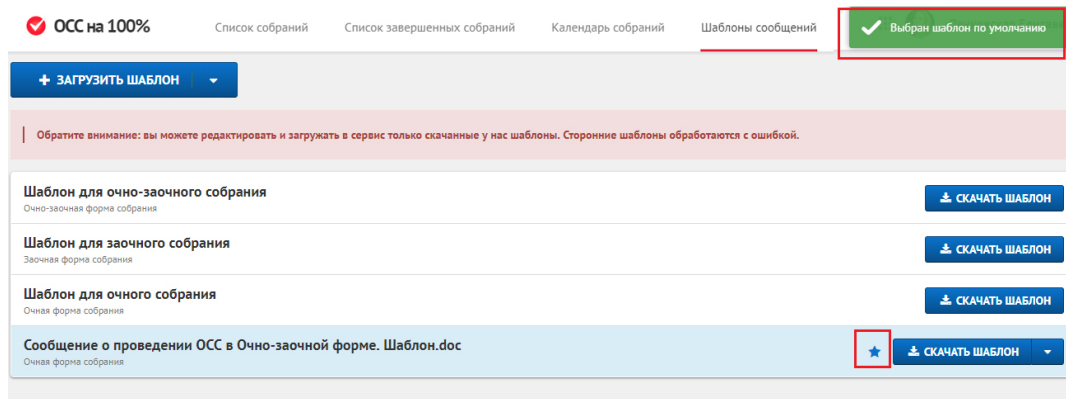 ОСС на 100%
Список собраний
Список завершенных собраний
Календарь собраний
Шаблоны сообщений
Выбран шаблон по умолчанию
ЗАГРУЗИТЬ ШАБЛОН
Обратите внимание: вы можете редактировать и загружать в сервис только скачанные у нас шаблоны. Сторонние шаблоны обработаются с ошибкой.
Шаблон для очно-заочного собрания
Очно-заочная форма собрания
СКАЧАТЬ ШАБЛОН
Шаблон для заочного собрания
Заочная форма собрания
СКАЧАТЬ ШАБЛОН
Шаблон для очного собрания
Очная форма собрания
СКАЧАТЬ ШАБЛОН
Сообщение о проведении ОСС в Очно-заочной форме. Шаблон.doc
Очная форма собрания
СКАЧАТЬ ШАБЛОН